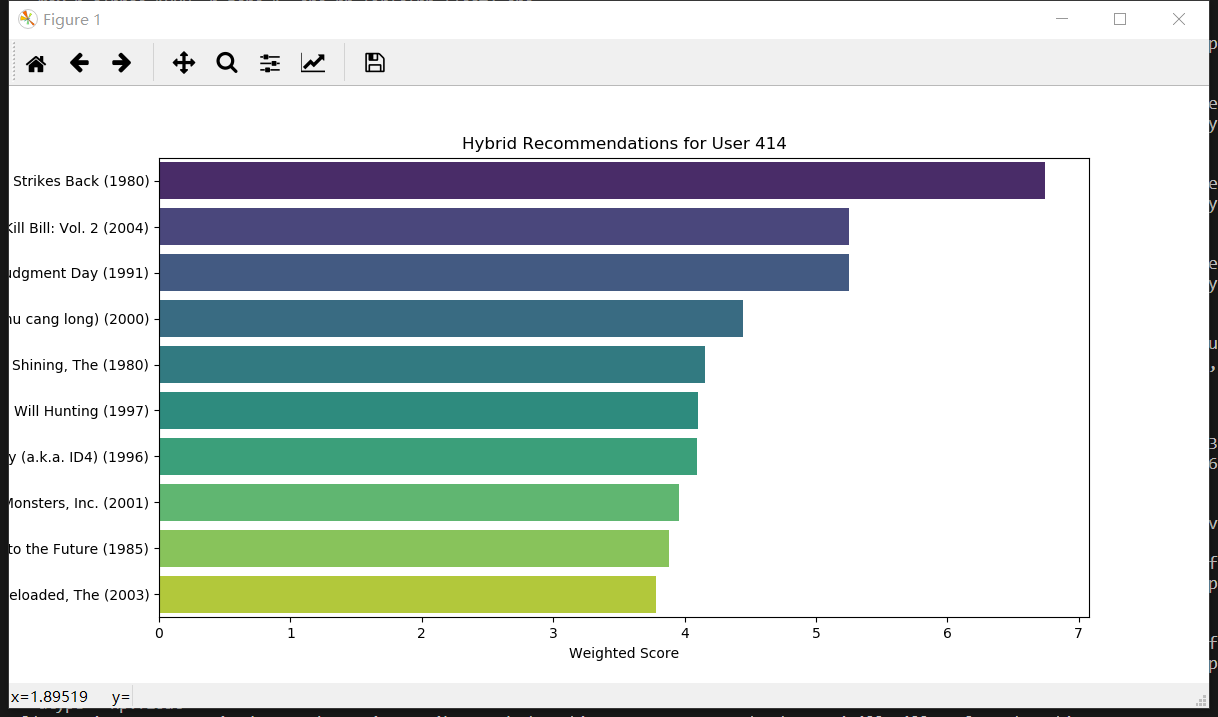 Figure 1
Hybrid Recommendations for User 414
Strikes Back (1980)
Kill Bill: Vol. 2 (2004)
udgment Day (1991)
hu cang long) (2000)
Shining, The (1980)
Will Hunting (1997)
y (a.k.a. ID4) (1996)
Monsters, Inc. (2001)
to the Future (1985)
eloaded, The (2003)
0 1 2 3 4 5 6 7
Weighted Score
x=1.89519 y=